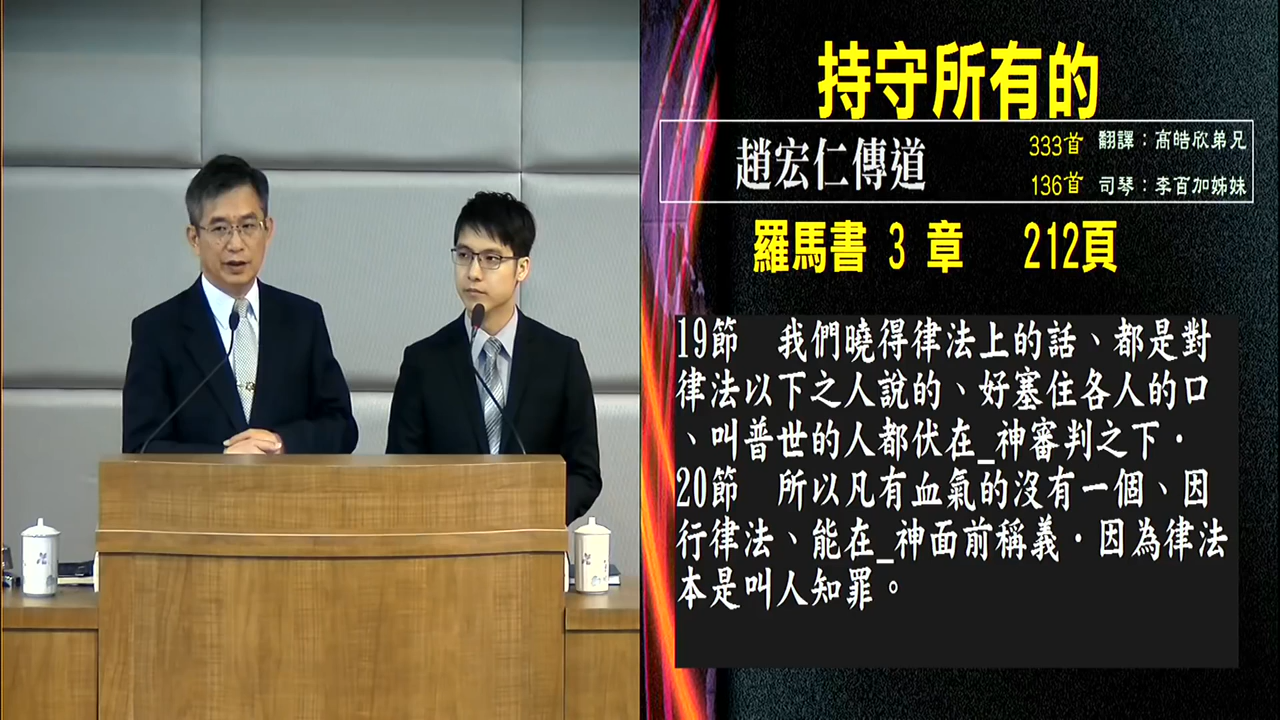 持守所有的
趙宏仁傳道
333首 翻譯：高皓欣弟兄
136首 司琴：李百加姊妹
羅馬書 3 章 212頁
19節 我們曉得律法上的話、都是對
律法以下之人說的、好塞住各人的口
、叫普世的人都伏在_神審判之下．
20節 所以凡有血氣的沒有一個、因
行律法、能在_神面前稱義．因為律法
本是叫人知罪。